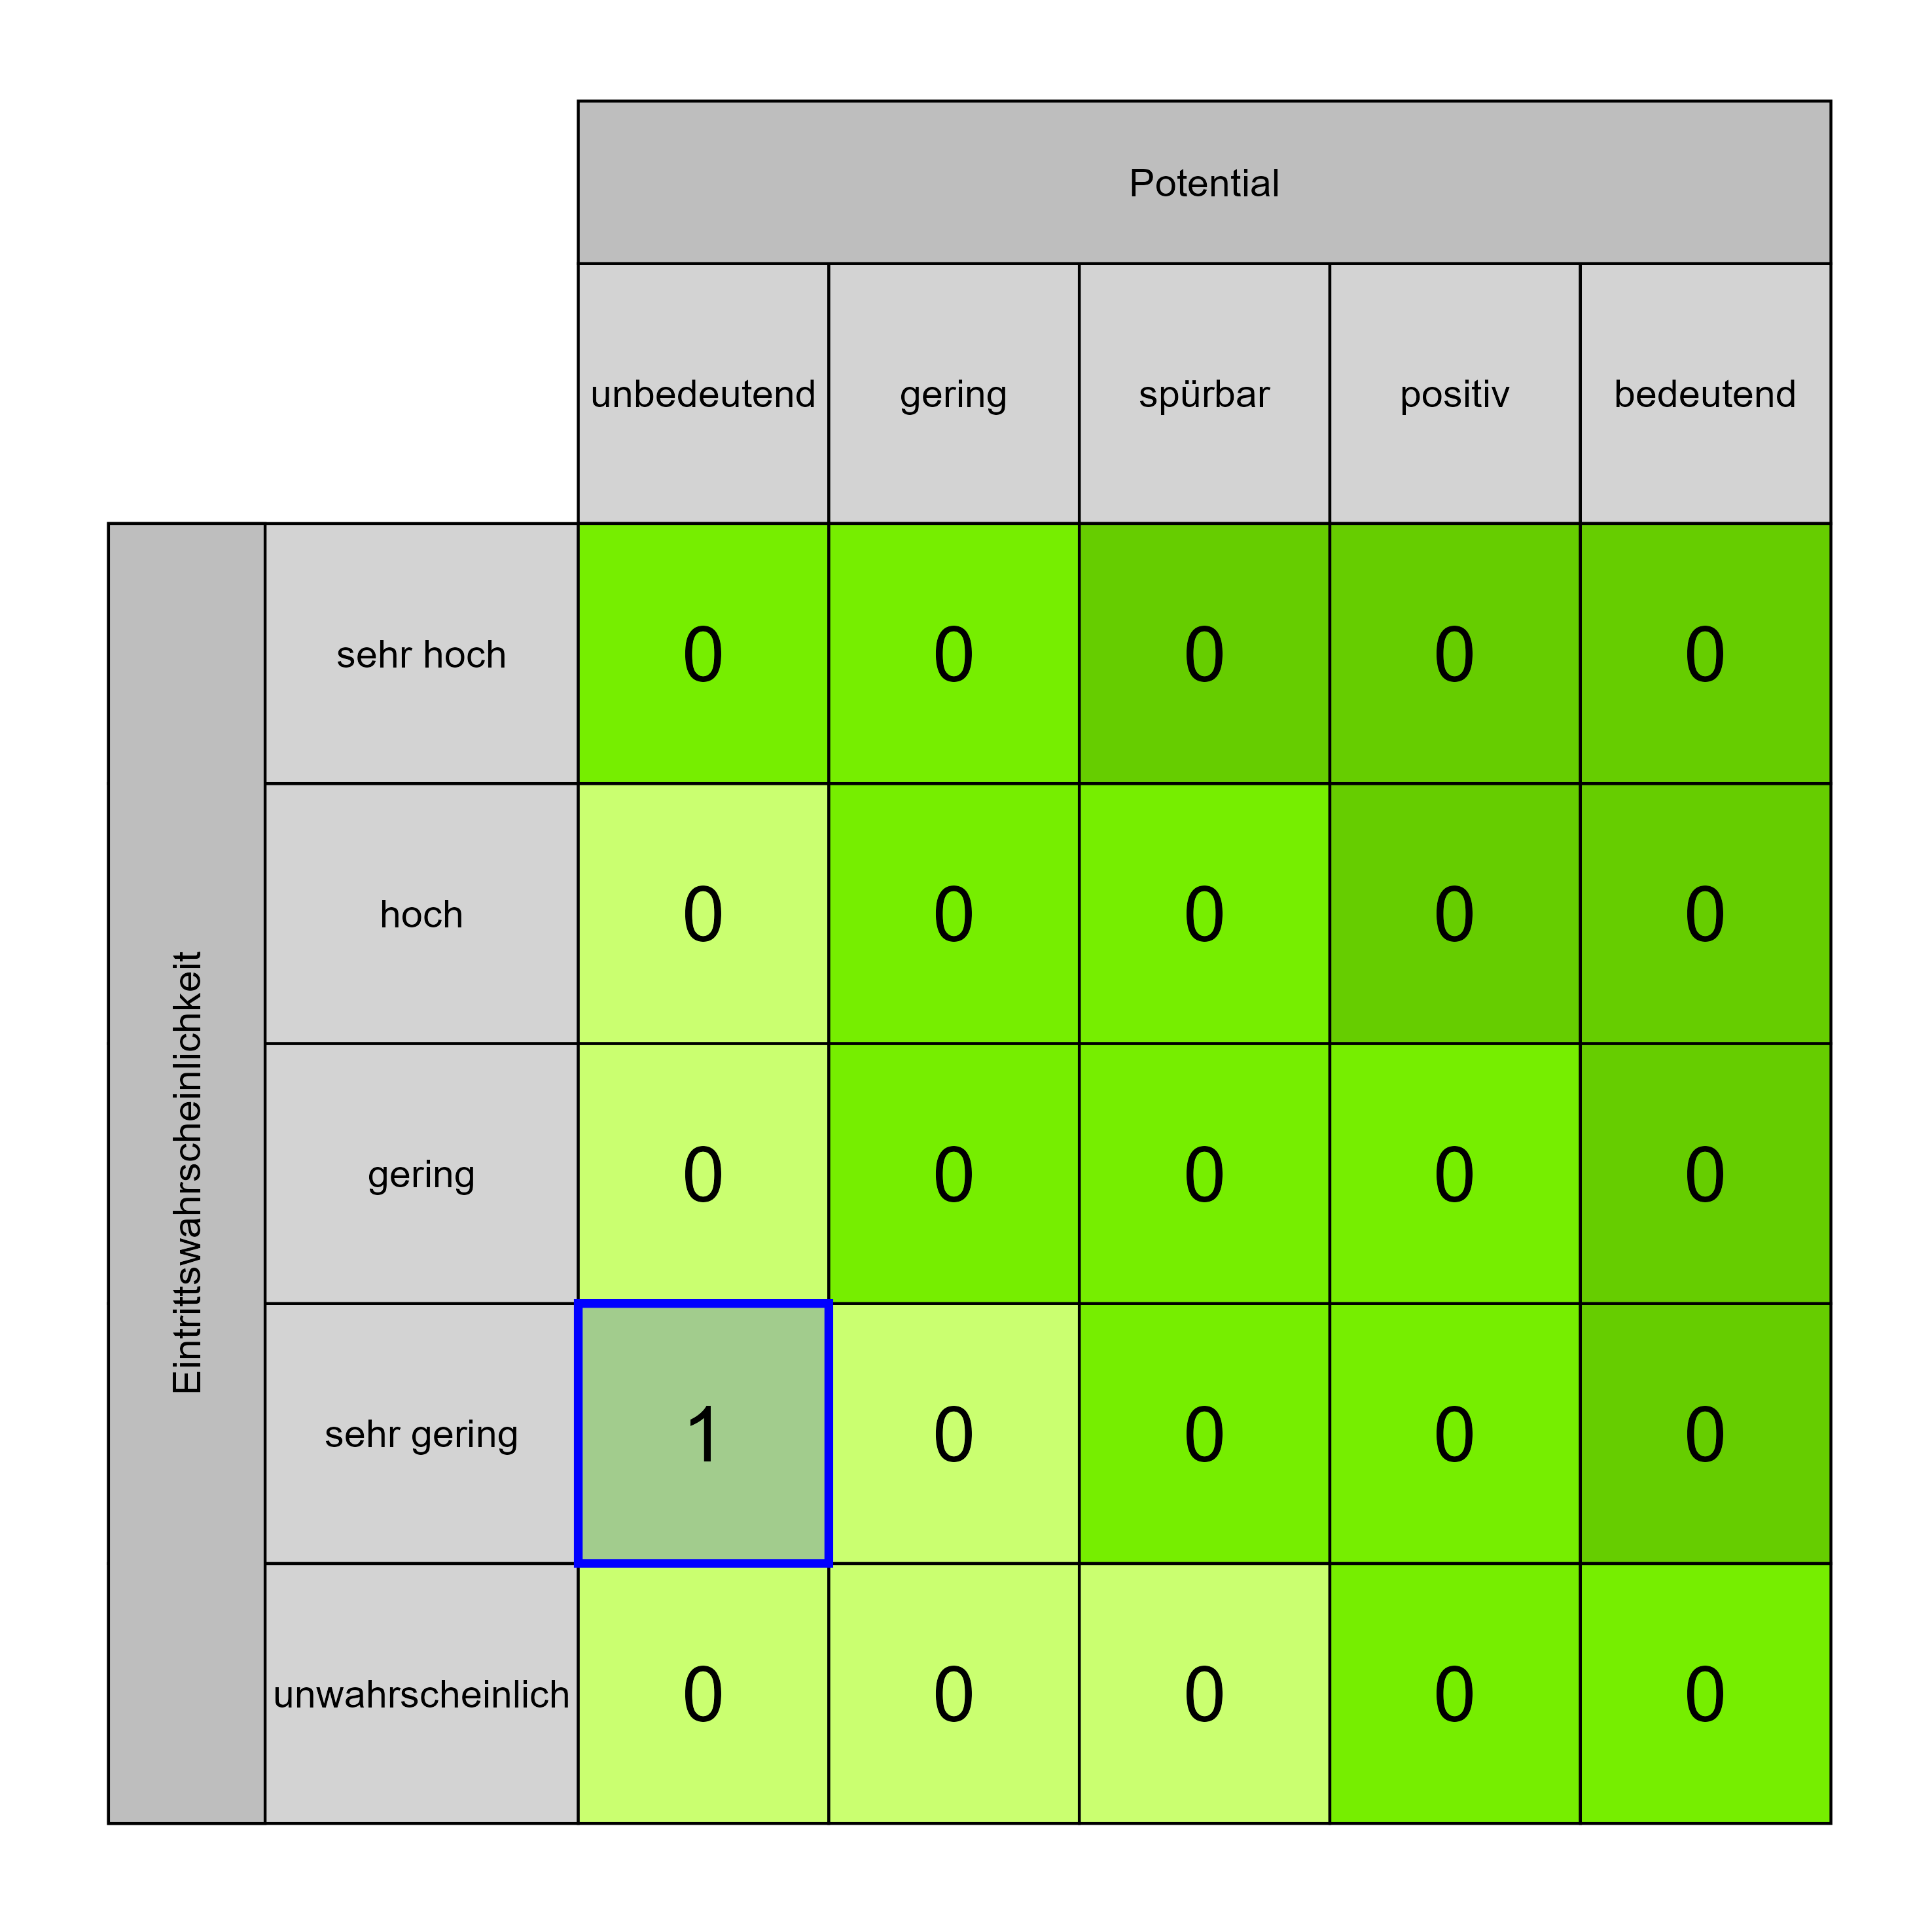 Potential
unbedeutend gering spürbar positiv bedeutend
Eintrittswahrscheinlichkeit
sehr hoch 0 0 0 0 0
hoch 0 0 0 0 0
gering 0 0 0 0 0
sehr gering 1 0 0 0 0
unwahrscheinlich 0 0 0 0 0